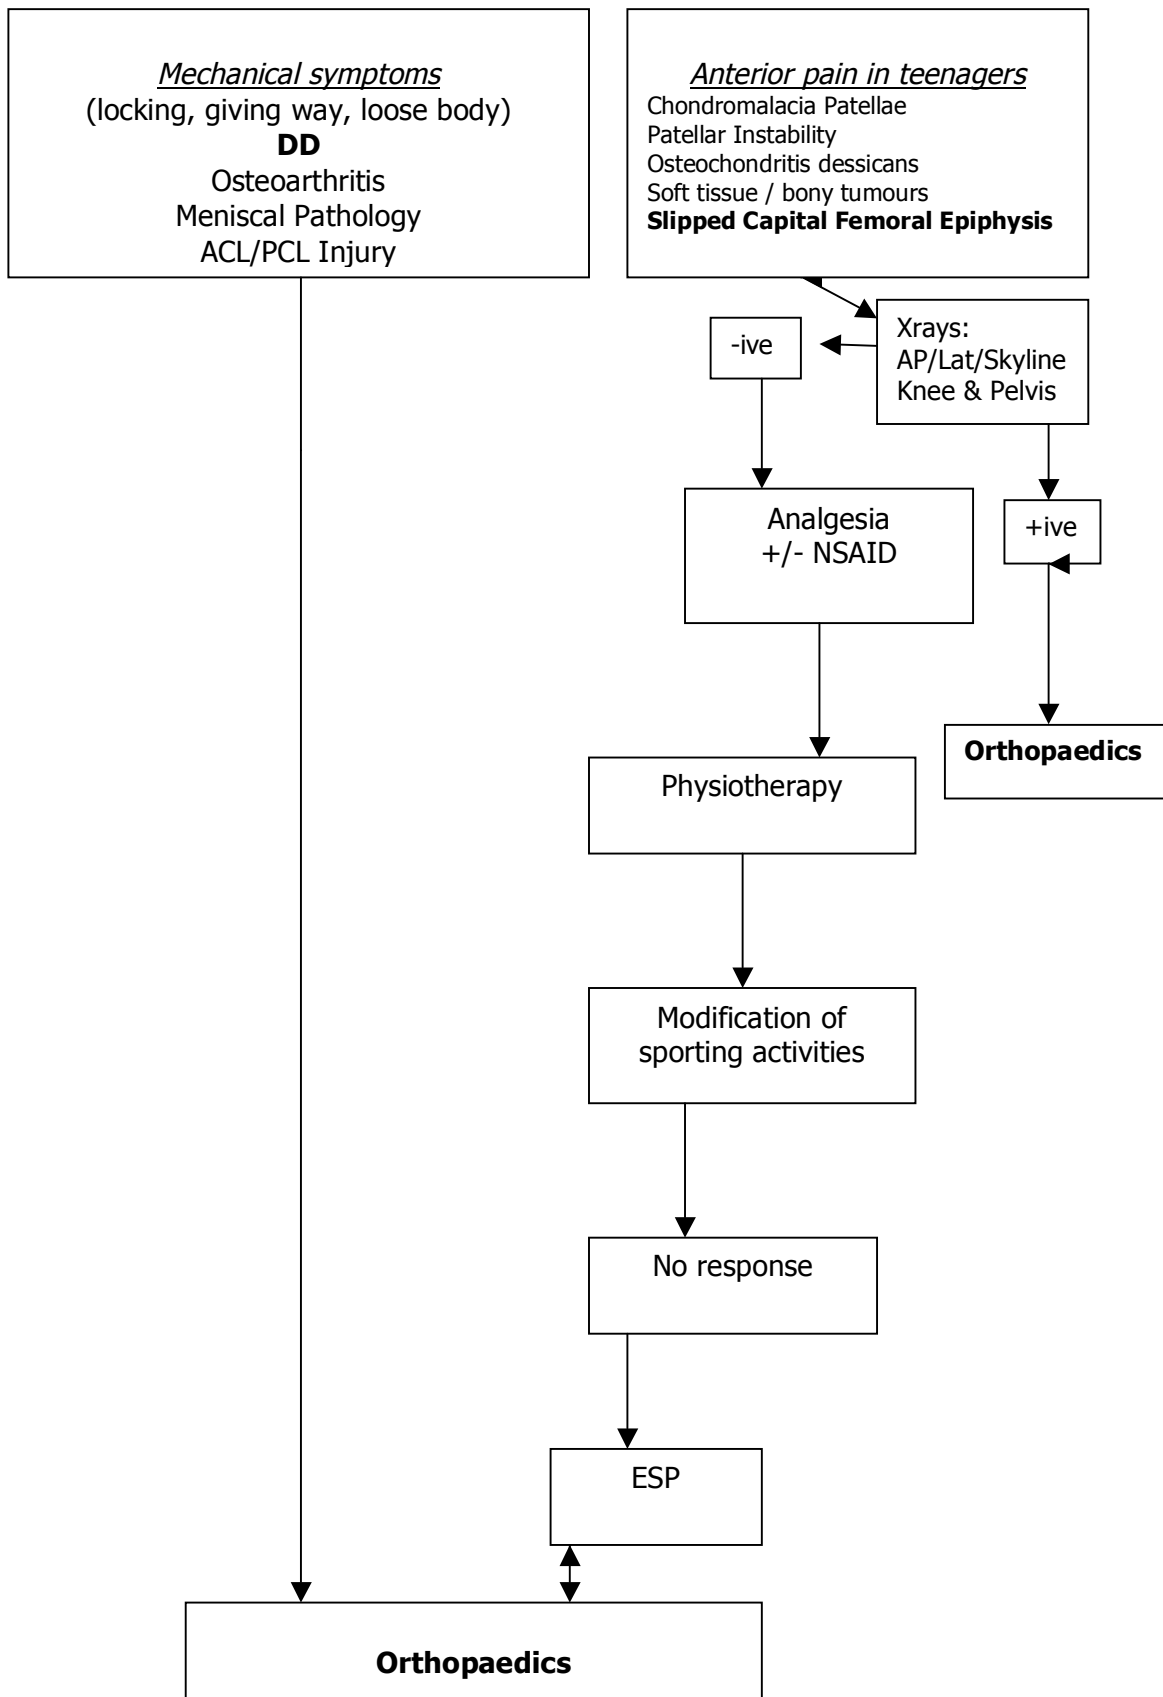 Mechanical symptoms
(locking, giving way, loose body)
DD
Osteoarthritis
Meniscal Pathology
ACL/PCL Injury
Anterior pain in teenagers
Chondromalacia Patellae
Patellar Instability
Osteochondritis dessicans
Soft tissue / bony tumours
Slipped Capital Femoral Epiphysis
Xrays:
AP/Lat/Skyline
Knee & Pelvis
-ive
Analgesia
+/- NSAID
+ive
Orthopaedics
Physiotherapy
Modification of
sporting activities
No response
ESP
Orthopaedics